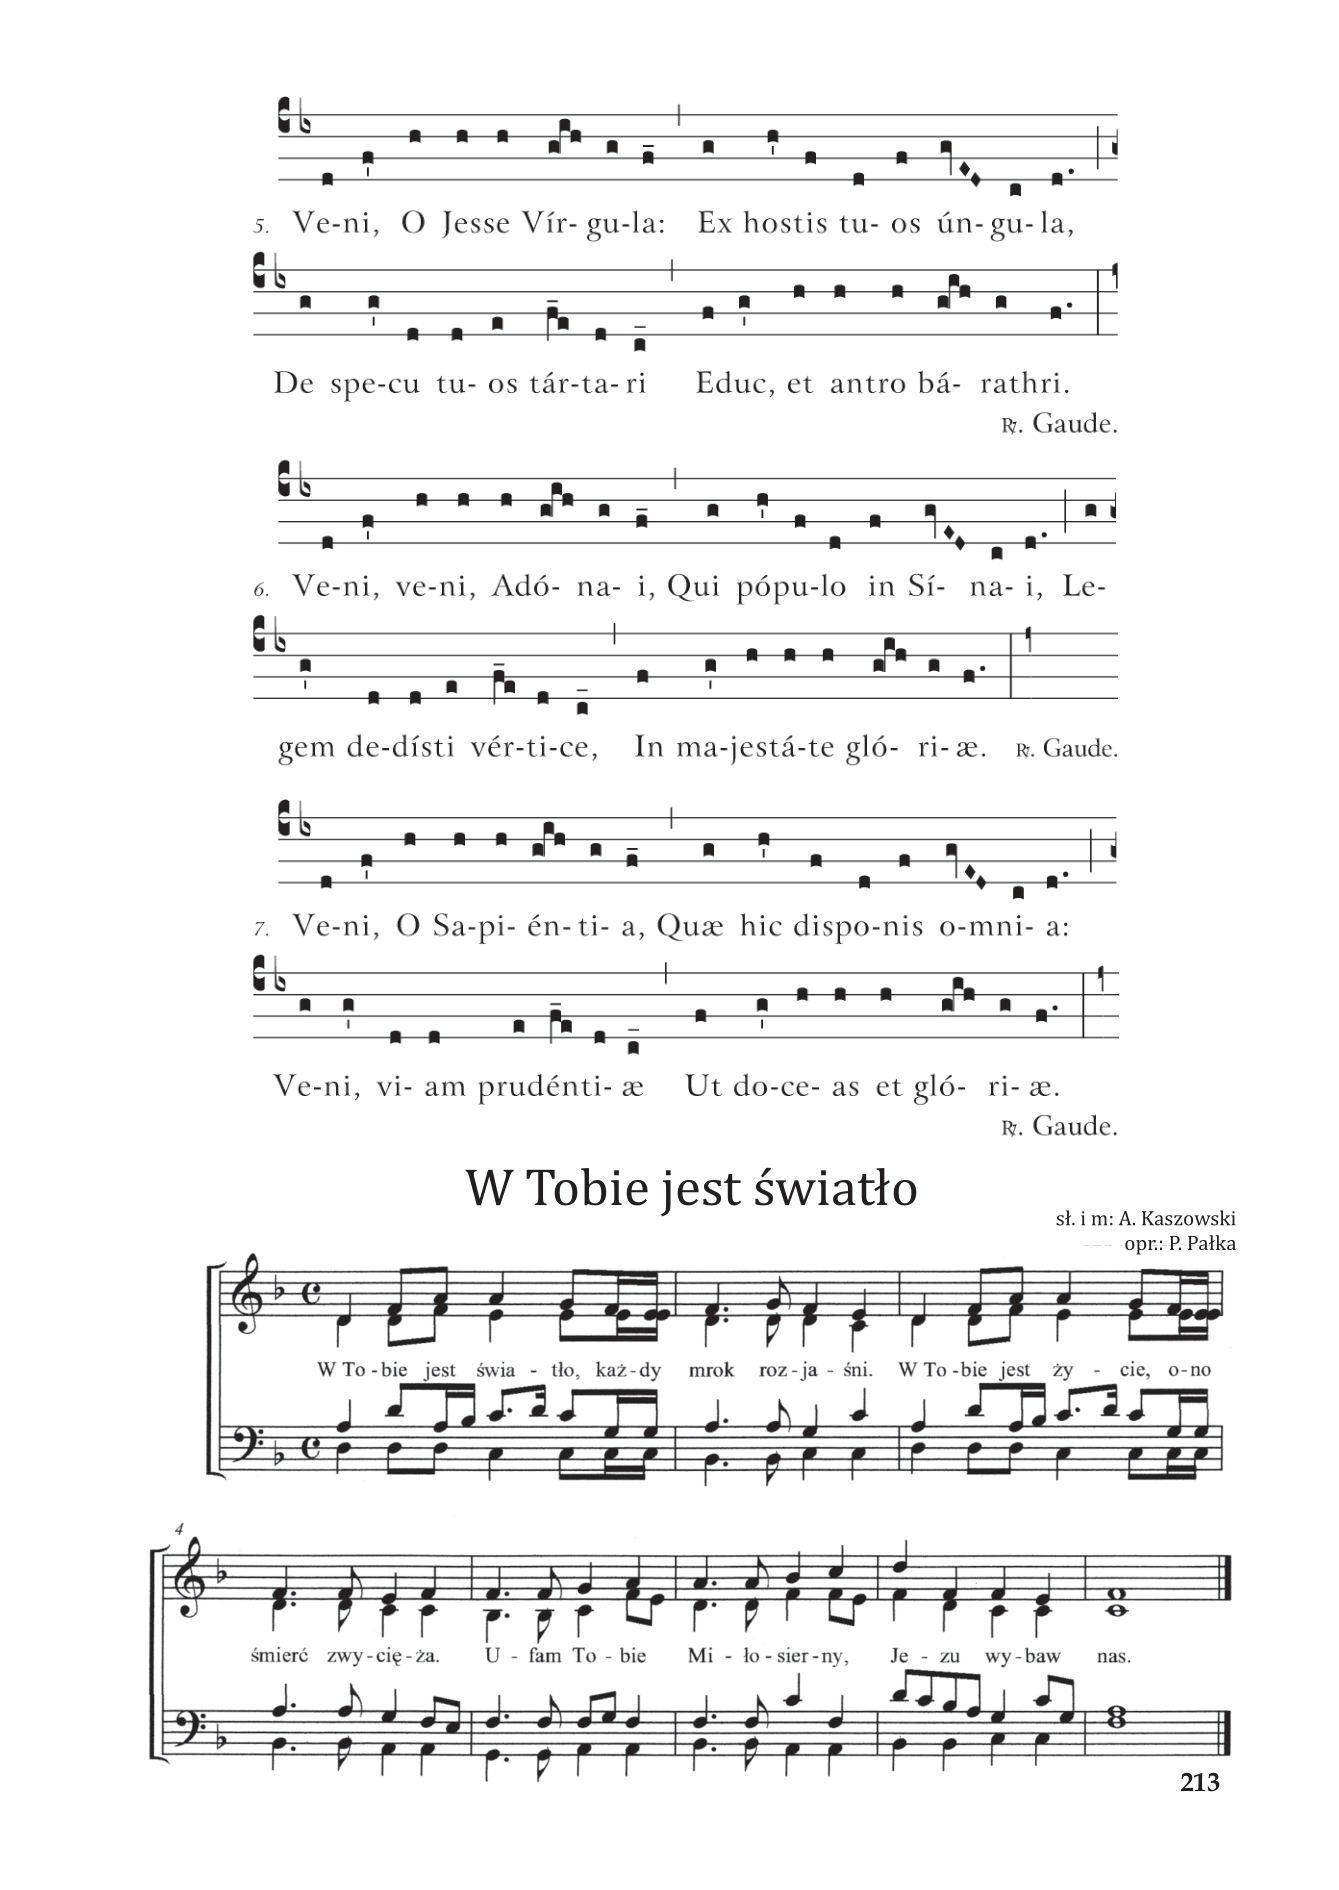 5. Ve-ni, O Jesse Vír-gu-la: Ex hostis tu-os ún-gu-la,
De spe-cu tu-os tár-ta-ri Educ, et antro bá-rathri.
℟. Gaude.
6. Ve-ni, ve-ni, Adó-na-i, Qui pópu-lo in Sí-na-i, Le-
gem de-dísti vér-ti-ce, In ma-jestá-te gló-ri-æ. ℟. Gaude.
7. Ve-ni, O Sa-pi-én-ti-a, Quæ hic dispo-nis o-mni-a:
Ve-ni, vi-am prudénti-æ Ut do-ce-as et gló-ri-æ.
℟. Gaude.
W Tobie jest światło
sł. i m: A. Kaszowski
opr.: P. Pałka
W To-bie jest świa-tło, każ-dy mrok roz-ja-śni. W To-bie jest ży-cie, o-no
4
śmierć zwy-cię-ża. U-fam To-bie Mi-ło-sier-ny, Je-zu wy-baw nas.
213